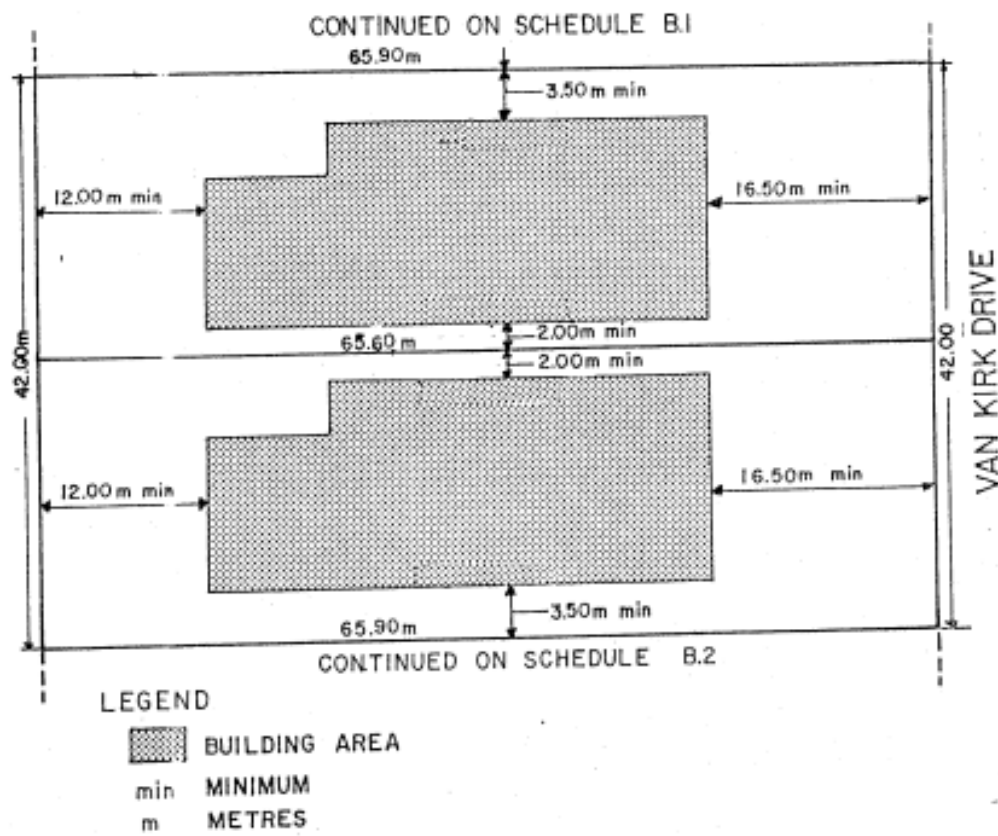 CONTINUED ON SCHEDULE B.1
65.90m
3.50m min
12.00m min
16.50m min
2.00m min
65.60m
2.00m min
42.00m
42.00
VAN KIRK DRIVE
12.00m min
16.50m min
3.50m min
65.90m
CONTINUED ON SCHEDULE B.2
LEGEND
BUILDING AREA
min MINIMUM
m METRES